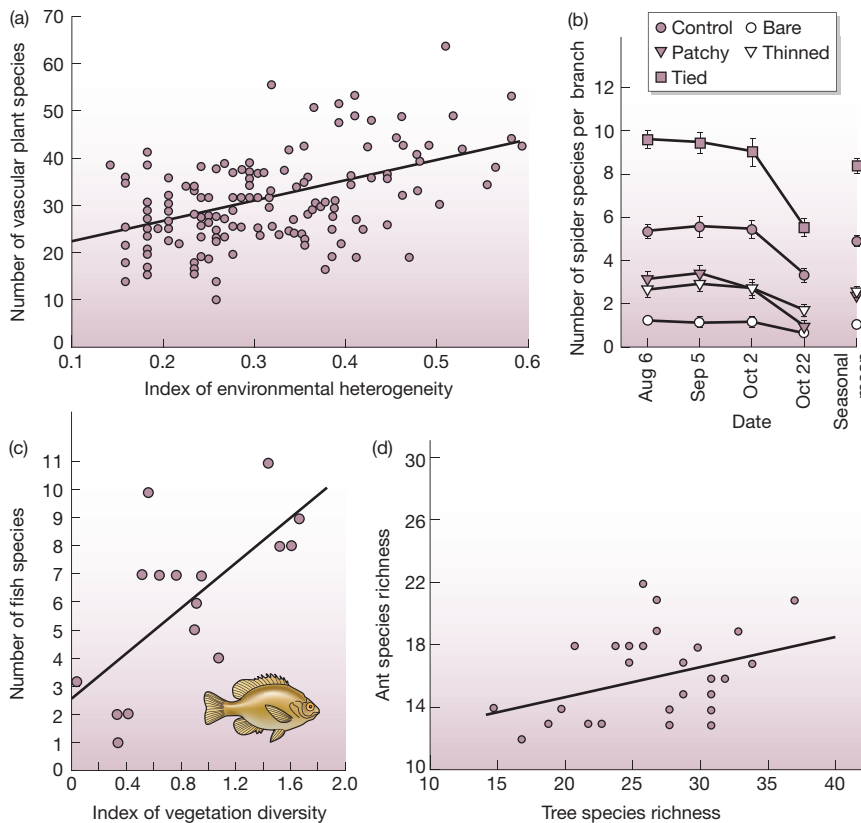 (a)
70
60
50
40
30
20
10
0
Number of vascular plant species
0.1 0.2 0.3 0.4 0.5 0.6
Index of environmental heterogeneity
(b)
Control Bare
Patchy Thinned
Tied
12
10
8
6
4
2
0
Number of spider species per branch
Aug 6
Sep 5
Oct 2
Oct 22
Seasonal
Date
(c)
11
10
9
8
7
6
5
4
3
2
1
0
Number of fish species
0 0.4 0.8 1.2 1.6 2.0
Index of vegetation diversity
(d)
30
26
22
18
14
10
Ant species richness
10 15 20 25 30 35 40
Tree species richness